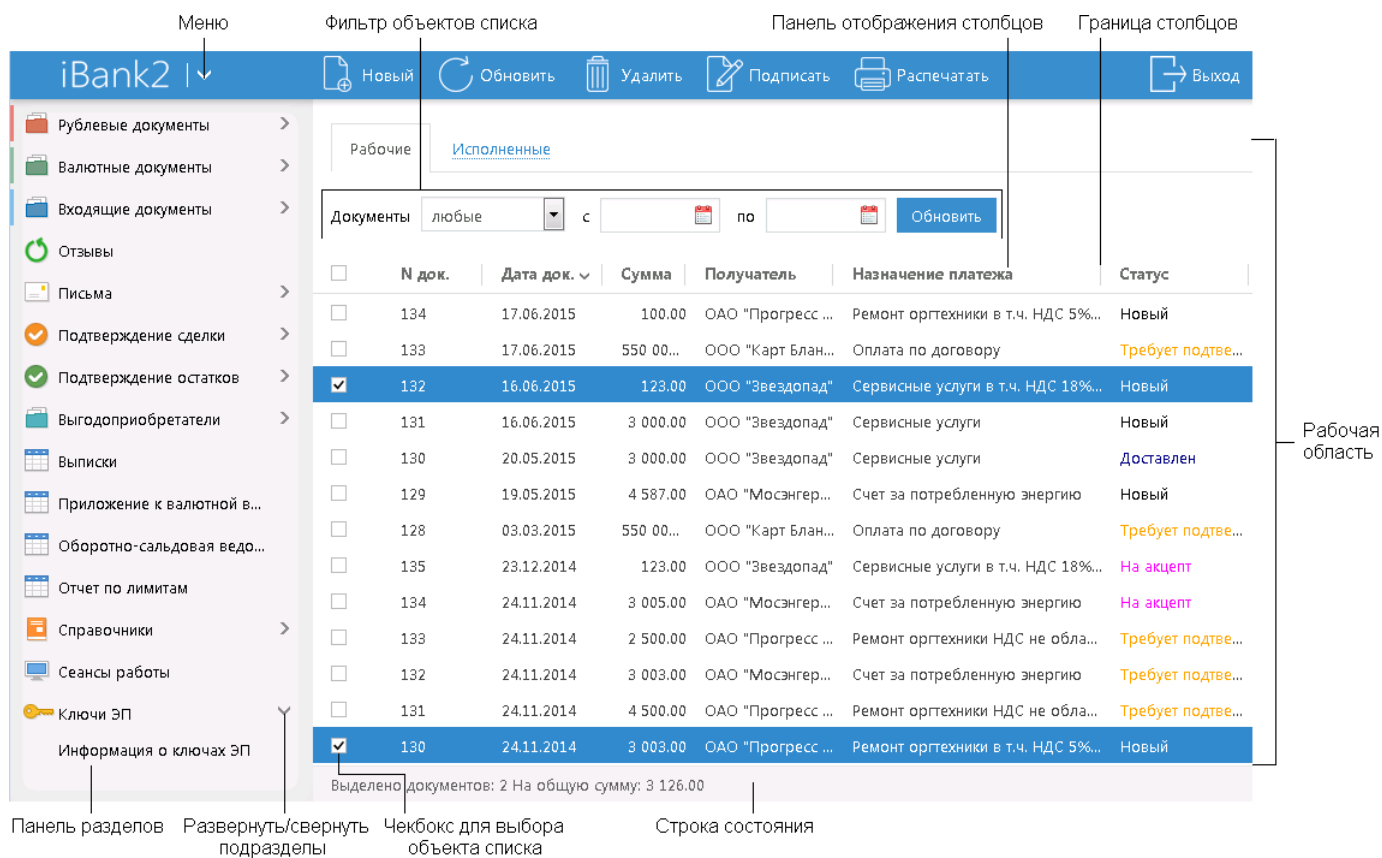 Меню Фильтр объектов списка Панель отображения столбцов Граница столбцов
iBank2 Новый Обновить Удалить Подписать Распечатать Выход
Рублевые документы
Валютные документы
Входящие документы
Отзывы
Письма
Подтверждение сделки
Подтверждение остатков
Выгодоприобретатели
Выписки
Приложение к валютной в...
Оборотно-сальдовая ведо...
Отчет по лимитам
Справочники
Сеансы работы
Ключи ЭП
Информация о ключах ЭП
Рабочие Исполненные
Документы любые с по Обновить
N док. Дата док. Сумма Получатель Назначение платежа Статус
134 17.06.2015 100.00 ОАО "Прогресс ... Ремонт оргтехники в т.ч. НДС 5%... Новый
133 17.06.2015 550 00... ООО "Карт Блан... Оплата по договору Требует подтве...
132 16.06.2015 123.00 ООО "Звездопад" Сервисные услуги в т.ч. НДС 18%... Новый
131 16.06.2015 3 000.00 ООО "Звездопад" Сервисные услуги Новый
130 20.05.2015 3 000.00 ООО "Звездопад" Сервисные услуги Доставлен
129 19.05.2015 4 587.00 ОАО "Мосэнгер... Счет за потребленную энергию Новый
128 03.03.2015 550 00... ООО "Карт Блан... Оплата по договору Требует подтве...
135 23.12.2014 123.00 ООО "Звездопад" Сервисные услуги в т.ч. НДС 18%... На акцепт
134 24.11.2014 3 005.00 ОАО "Мосэнгер... Счет за потребленную энергию На акцепт
133 24.11.2014 2 500.00 ОАО "Прогресс ... Ремонт оргтехники НДС не обла... Требует подтве...
132 24.11.2014 3 003.00 ОАО "Мосэнгер... Счет за потребленную энергию Требует подтве...
131 24.11.2014 4 500.00 ОАО "Прогресс ... Ремонт оргтехники НДС не обла... Требует подтве...
130 24.11.2014 3 003.00 ОАО "Прогресс ... Ремонт оргтехники в т.ч. НДС 5%... Новый
Выделено документов: 2 На общую сумму: 3 126.00
Рабочая
область
Панель разделов
Развернуть/свернуть
подразделы
Чекбокс для выбора
объекта списка
Строка состояния